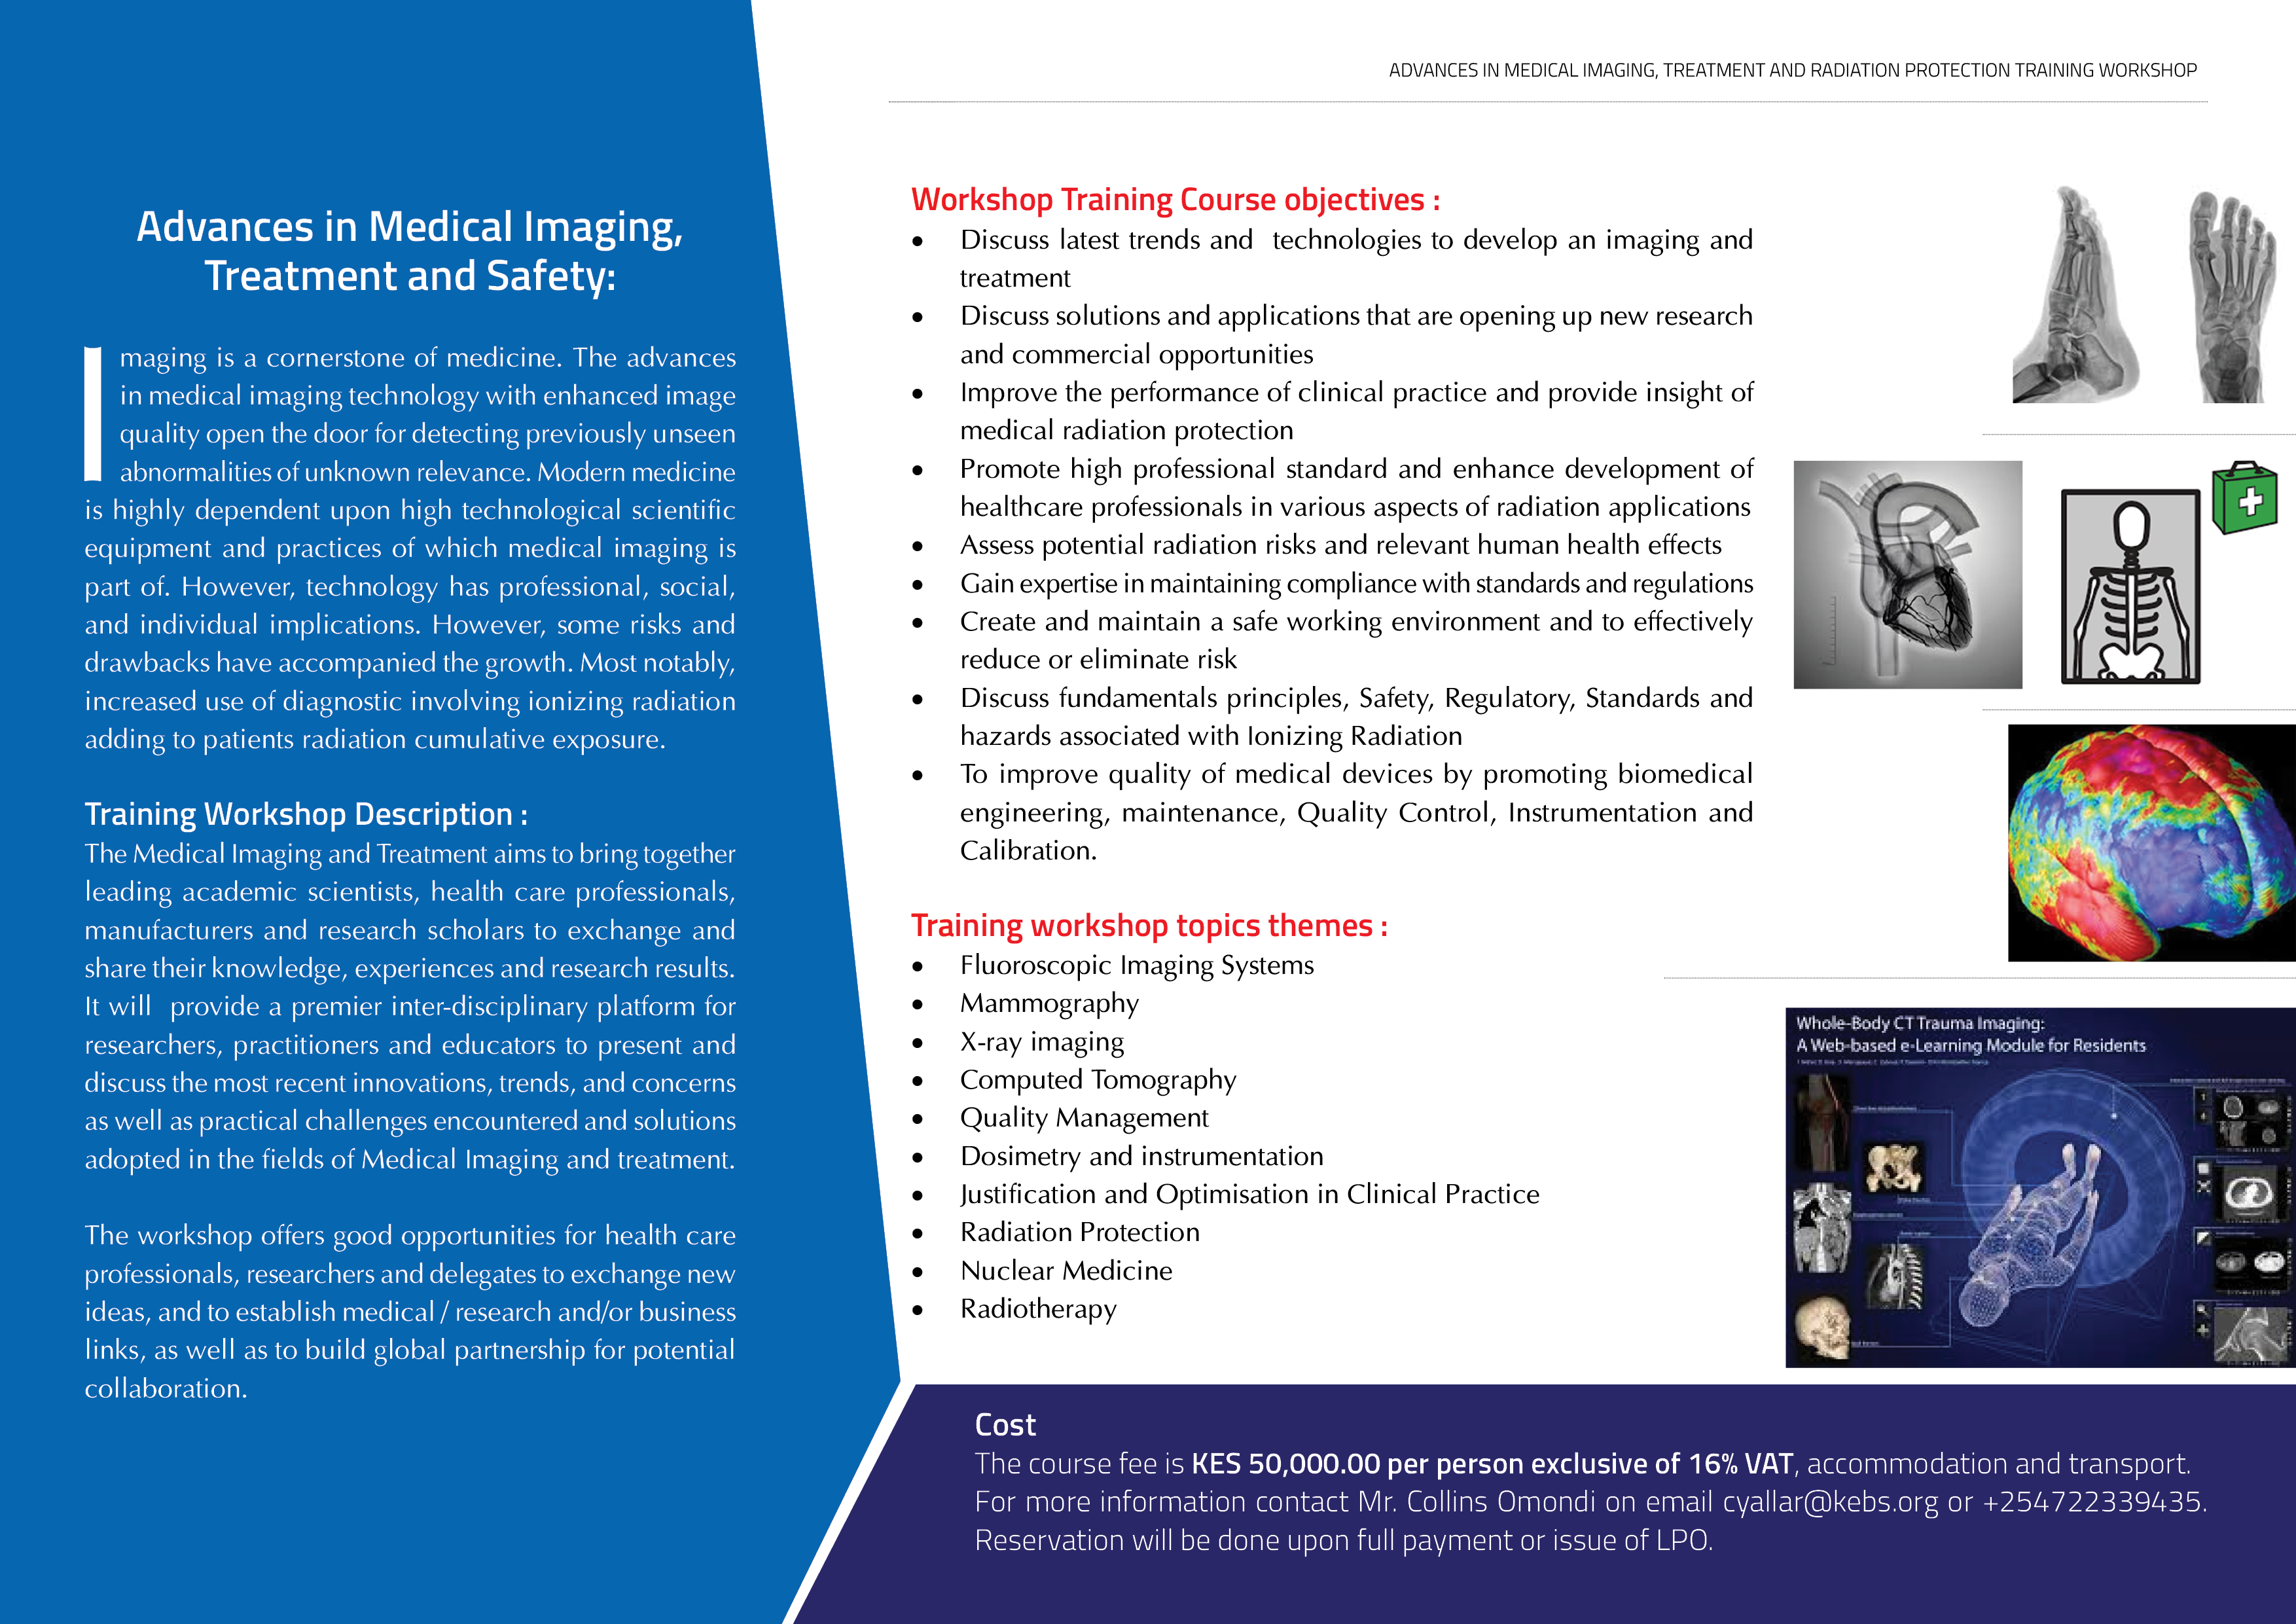 ADVANCES IN MEDICAL IMAGING, TREATMENT AND RADIATION PROTECTION TRAINING WORKSHOP
Advances in Medical Imaging,
Treatment and Safety:
Imaging is a cornerstone of medicine. The advances
in medical imaging technology with enhanced image
quality open the door for detecting previously unseen
abnormalities of unknown relevance. Modern medicine
is highly dependent upon high technological scientific
equipment and practices of which medical imaging is
part of. However, technology has professional, social,
and individual implications. However, some risks and
drawbacks have accompanied the growth. Most notably,
increased use of diagnostic involving ionizing radiation
adding to patients radiation cumulative exposure.
Training Workshop Description :
The Medical Imaging and Treatment aims to bring together
leading academic scientists, health care professionals,
manufacturers and research scholars to exchange and
share their knowledge, experiences and research results.
It will provide a premier inter-disciplinary platform for
researchers, practitioners and educators to present and
discuss the most recent innovations, trends, and concerns
as well as practical challenges encountered and solutions
adopted in the fields of Medical Imaging and treatment.
The workshop offers good opportunities for health care
professionals, researchers and delegates to exchange new
ideas, and to establish medical / research and/or business
links, as well as to build global partnership for potential
collaboration.
Workshop Training Course objectives :
• Discuss latest trends and technologies to develop an imaging and
treatment
• Discuss solutions and applications that are opening up new research
and commercial opportunities
• Improve the performance of clinical practice and provide insight of
medical radiation protection
• Promote high professional standard and enhance development of
healthcare professionals in various aspects of radiation applications
• Assess potential radiation risks and relevant human health effects
• Gain expertise in maintaining compliance with standards and regulations
• Create and maintain a safe working environment and to effectively
reduce or eliminate risk
• Discuss fundamentals principles, Safety, Regulatory, Standards and
hazards associated with Ionizing Radiation
• To improve quality of medical devices by promoting biomedical
engineering, maintenance, Quality Control, Instrumentation and
Calibration.
Training workshop topics themes :
• Fluoroscopic Imaging Systems
• Mammography
• X-ray imaging
• Computed Tomography
• Quality Management
• Dosimetry and instrumentation
• Justification and Optimisation in Clinical Practice
• Radiation Protection
• Nuclear Medicine
• Radiotherapy
Whole-Body CT Trauma Imaging:
A Web-based e-Learning Module for Residents
Cost
The course fee is KES 50,000.00 per person exclusive of 16% VAT, accommodation and transport.
For more information contact Mr. Collins Omondi on email cyallar@kebs.org or +254722339435.
Reservation will be done upon full payment or issue of LPO.